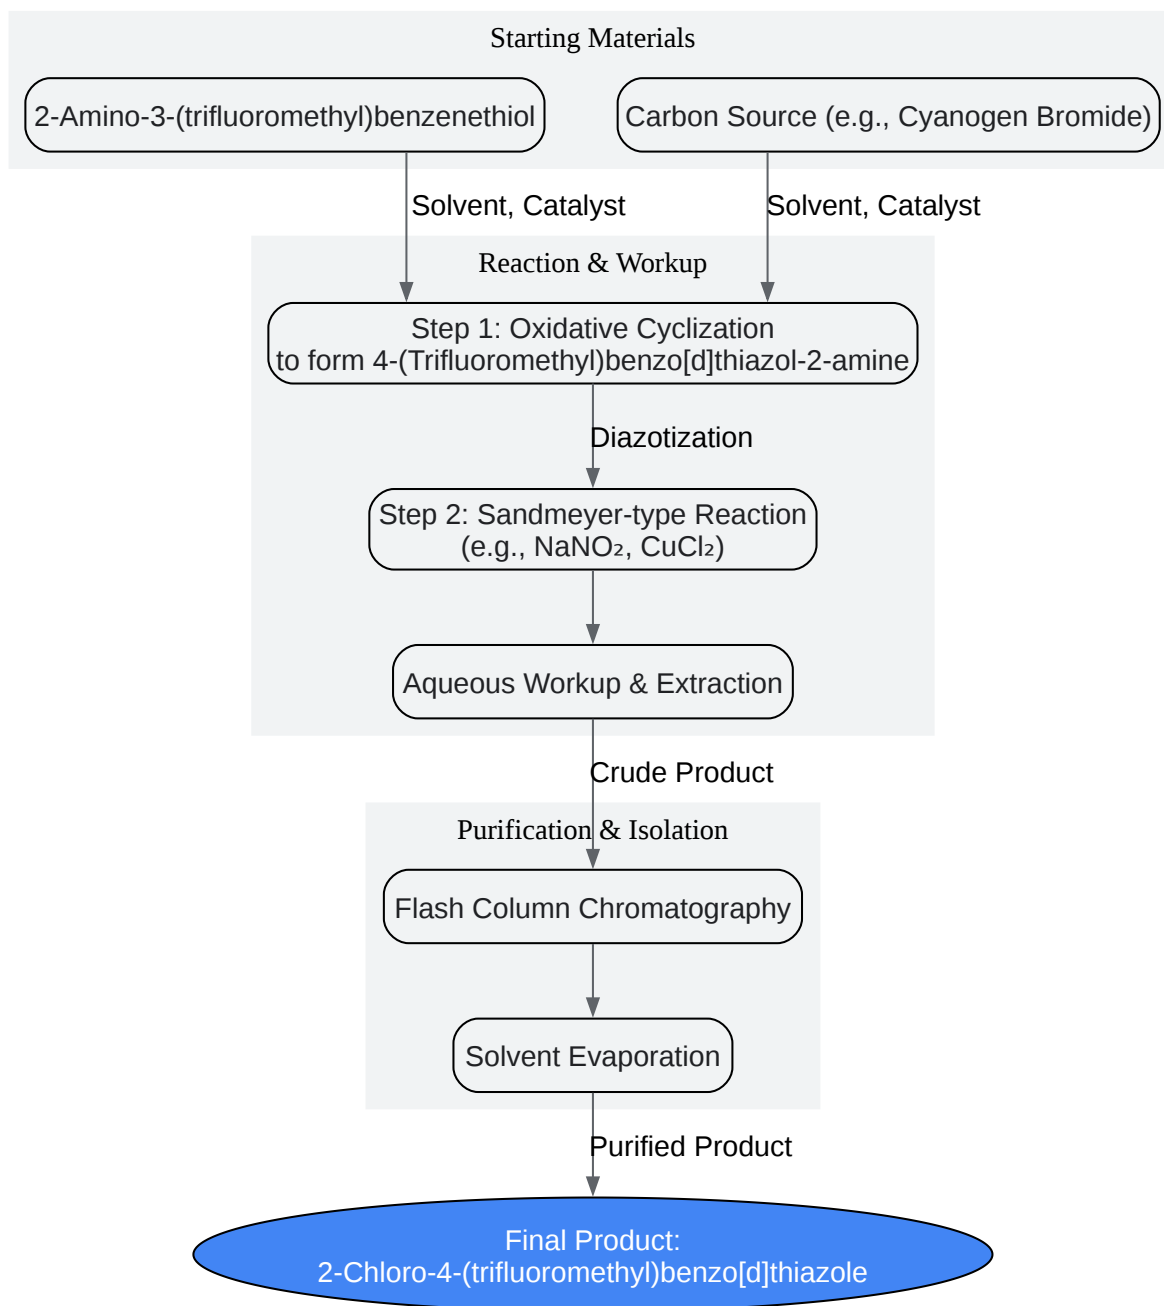 Starting Materials
2-Amino-3-(trifluoromethyl)benzenethiol
Carbon Source (e.g., Cyanogen Bromide)
Solvent, Catalyst
Solvent, Catalyst
Reaction & Workup
Step 1: Oxidative Cyclization
to form 4-(Trifluoromethyl)benzo[d]thiazol-2-amine
Diazotization
Step 2: Sandmeyer-type Reaction
(e.g., NaNO₂, CuCl₂)
Aqueous Workup & Extraction
Crude Product
Purification & Isolation
Flash Column Chromatography
Solvent Evaporation
Purified Product
Final Product:
2-Chloro-4-(trifluoromethyl)benzo[d]thiazole